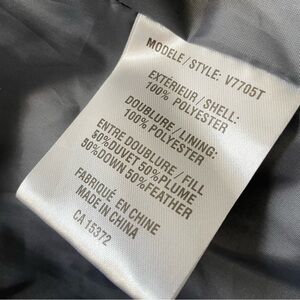 MODELE/STYLE: V7705T
EXTÉRIEUR/SHELL:
100% POLYESTER
DOUBLURE/LINING:
100% POLYESTER
ENTRE DOUBLURE/FILL
50%DUVET 50%PLUME
50%DOWN 50%FEATHER
FABRIQUÉ EN CHINE
MADE IN CHINA
CA 15372